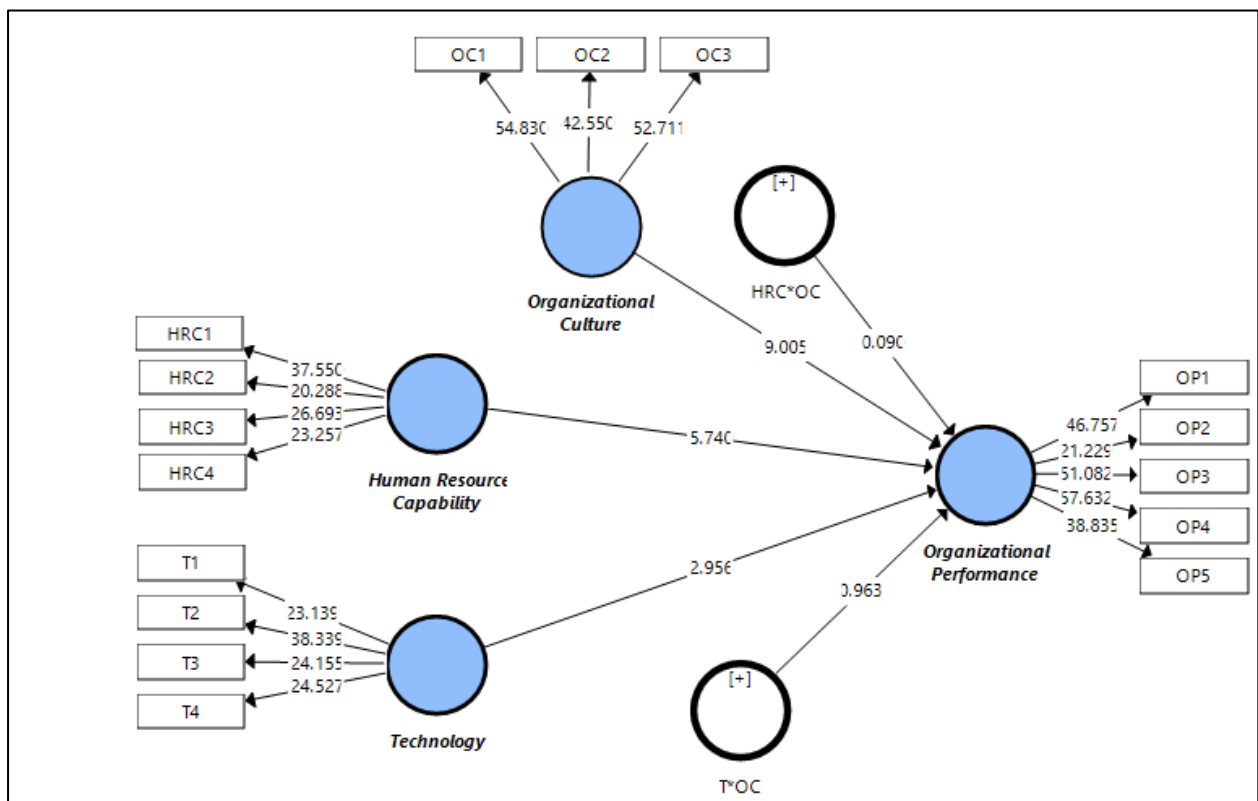 OC1
OC2
OC3
54.830
42.550
52.711
[+]
HRC*OC
Organizational
Culture
HRC1
HRC2
HRC3
HRC4
37.550
20.288
26.693
23.257
Human Resource
Capability
9.005
0.090
5.740
2.956
0.963
OP1
OP2
OP3
OP4
OP5
46.757
21.229
51.082
57.632
38.835
Organizational
Performance
T1
T2
T3
T4
23.139
38.339
24.155
24.527
Technology
[+]
T*OC